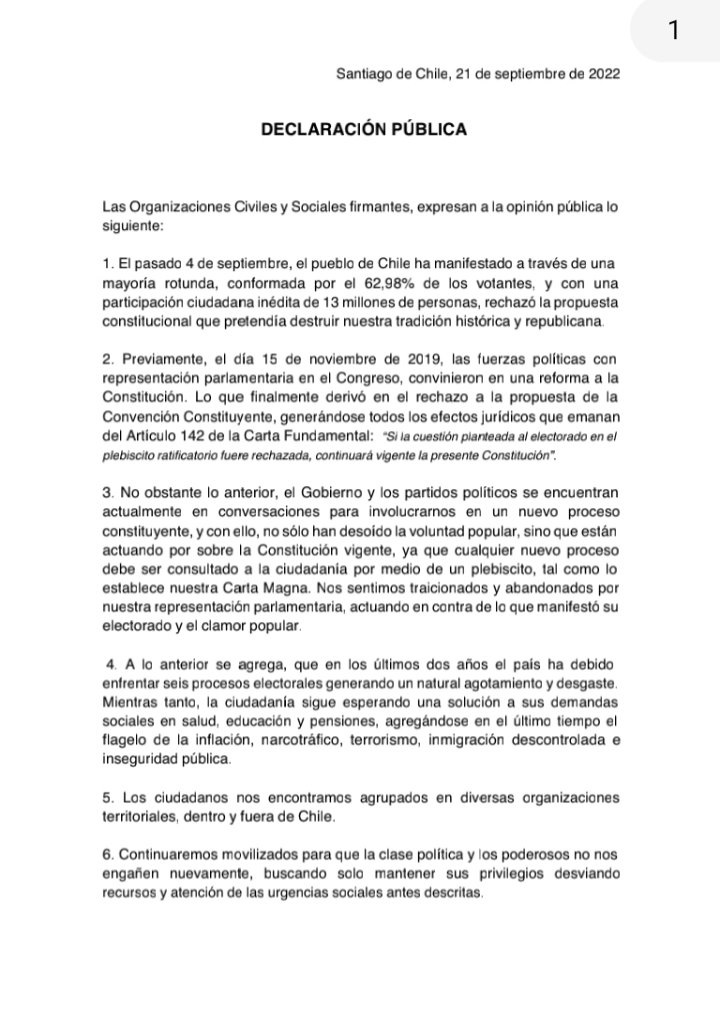 1
Santiago de Chile, 21 de septiembre de 2022
DECLARACIÓN PÚBLICA
Las Organizaciones Civiles y Sociales firmantes, expresan a la opinión pública lo
siguiente:
1. El pasado 4 de septiembre, el pueblo de Chile ha manifestado a través de una
mayoría rotunda, conformada por el 62,98% de los votantes, y con una
participación ciudadana inédita de 13 millones de personas, rechazó la propuesta
constitucional que pretendía destruir nuestra tradición histórica y republicana.
2. Previamente, el día 15 de noviembre de 2019, las fuerzas políticas con
representación parlamentaria en el Congreso, convinieron en una reforma a la
Constitución. Lo que finalmente derivó en el rechazo a la propuesta de la
Convención Constituyente, generándose todos los efectos jurídicos que emanan
del Artículo 142 de la Carta Fundamental: "Si la cuestión planteada al electorado en el
plebiscito ratificatorio fuere rechazada, continuará vigente la presente Constitución".
3. No obstante lo anterior, el Gobierno y los partidos políticos se encuentran
actualmente en conversaciones para involucrarnos en un nuevo proceso
constituyente, y con ello, no sólo han desoído la voluntad popular, sino que están
actuando por sobre la Constitución vigente, ya que cualquier nuevo proceso
debe ser consultado a la ciudadanía por medio de un plebiscito, tal como lo
establece nuestra Carta Magna. Nos sentimos traicionados y abandonados por
nuestra representación parlamentaria, actuando en contra de lo que manifestó su
electorado y el clamor popular.
4. A lo anterior se agrega, que en los últimos dos años el país ha debido
enfrentar seis procesos electorales generando un natural agotamiento y desgaste.
Mientras tanto, la ciudadanía sigue esperando una solución a sus demandas
sociales en salud, educación y pensiones, agregándose en el último tiempo el
flagelo de la inflación, narcotráfico, terrorismo, inmigración descontrolada e
inseguridad pública.
5. Los ciudadanos nos encontramos agrupados en diversas organizaciones
territoriales, dentro y fuera de Chile.
6. Continuaremos movilizados para que la clase política y los poderosos no nos
engañen nuevamente, buscando solo mantener sus privilegios desviando
recursos y atención de las urgencias sociales antes descritas.